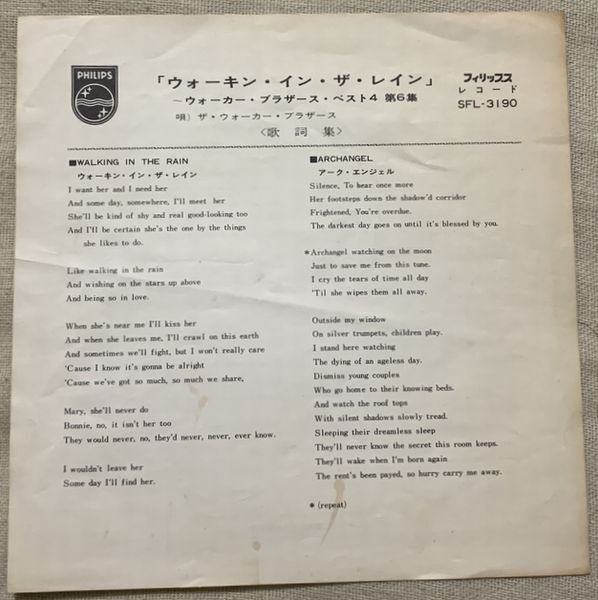 PHILIPS
「ウォーキン・イン・ザ・レイン」
～ウォーカー・ブラザース・ベスト4 第6集
唄）ザ・ウォーカー・ブラザース
〈歌詞集〉
フィリップス
レコード
SFL-3190
■WALKING IN THE RAIN
ウォーキン・イン・ザ・レイン
I want her and I need her
And some day, somewhere, I'll meet her
She'll be kind of shy and real good-looking too
And I'll be certain she's the one by the things
she likes to do.
Like walking in the rain
And wishing on the stars up above
And being so in love.
When she's near me I'll kiss her
And when she leaves me, I'll crawl on this earth
And sometimes we'll fight, but I won't really care
'Cause I know it's gonna be alright
'Cause we've got so much, so much we share,
Mary, she'll never do
Bonnie, no, it isn't her too
They would never, no, they'd never, never, ever know.
I wouldn't leave her
Some day I'll find her.
■ARCHANGEL
アーク・エンジェル
Silence, To hear once more
Her footsteps down the shadow'd corridor
Frightened, You're overdue.
The darkest day goes on until it's blessed by you.
*Archangel watching on the moon
Just to save me from this tune.
I cry the tears of time all day
'Til she wipes them all away.
Outside my window
On silver trumpets, children play.
I stand here watching
The dying of an ageless day.
Dismiss young couples
Who go home to their knowing beds.
And watch the roof tops
With silent shadows slowly tread.
Sleeping their dreamless sleep
They'll never know the secret this room keeps.
They'll wake when I'm born again
The rent's been payed, so hurry carry me away.
* (repeat)